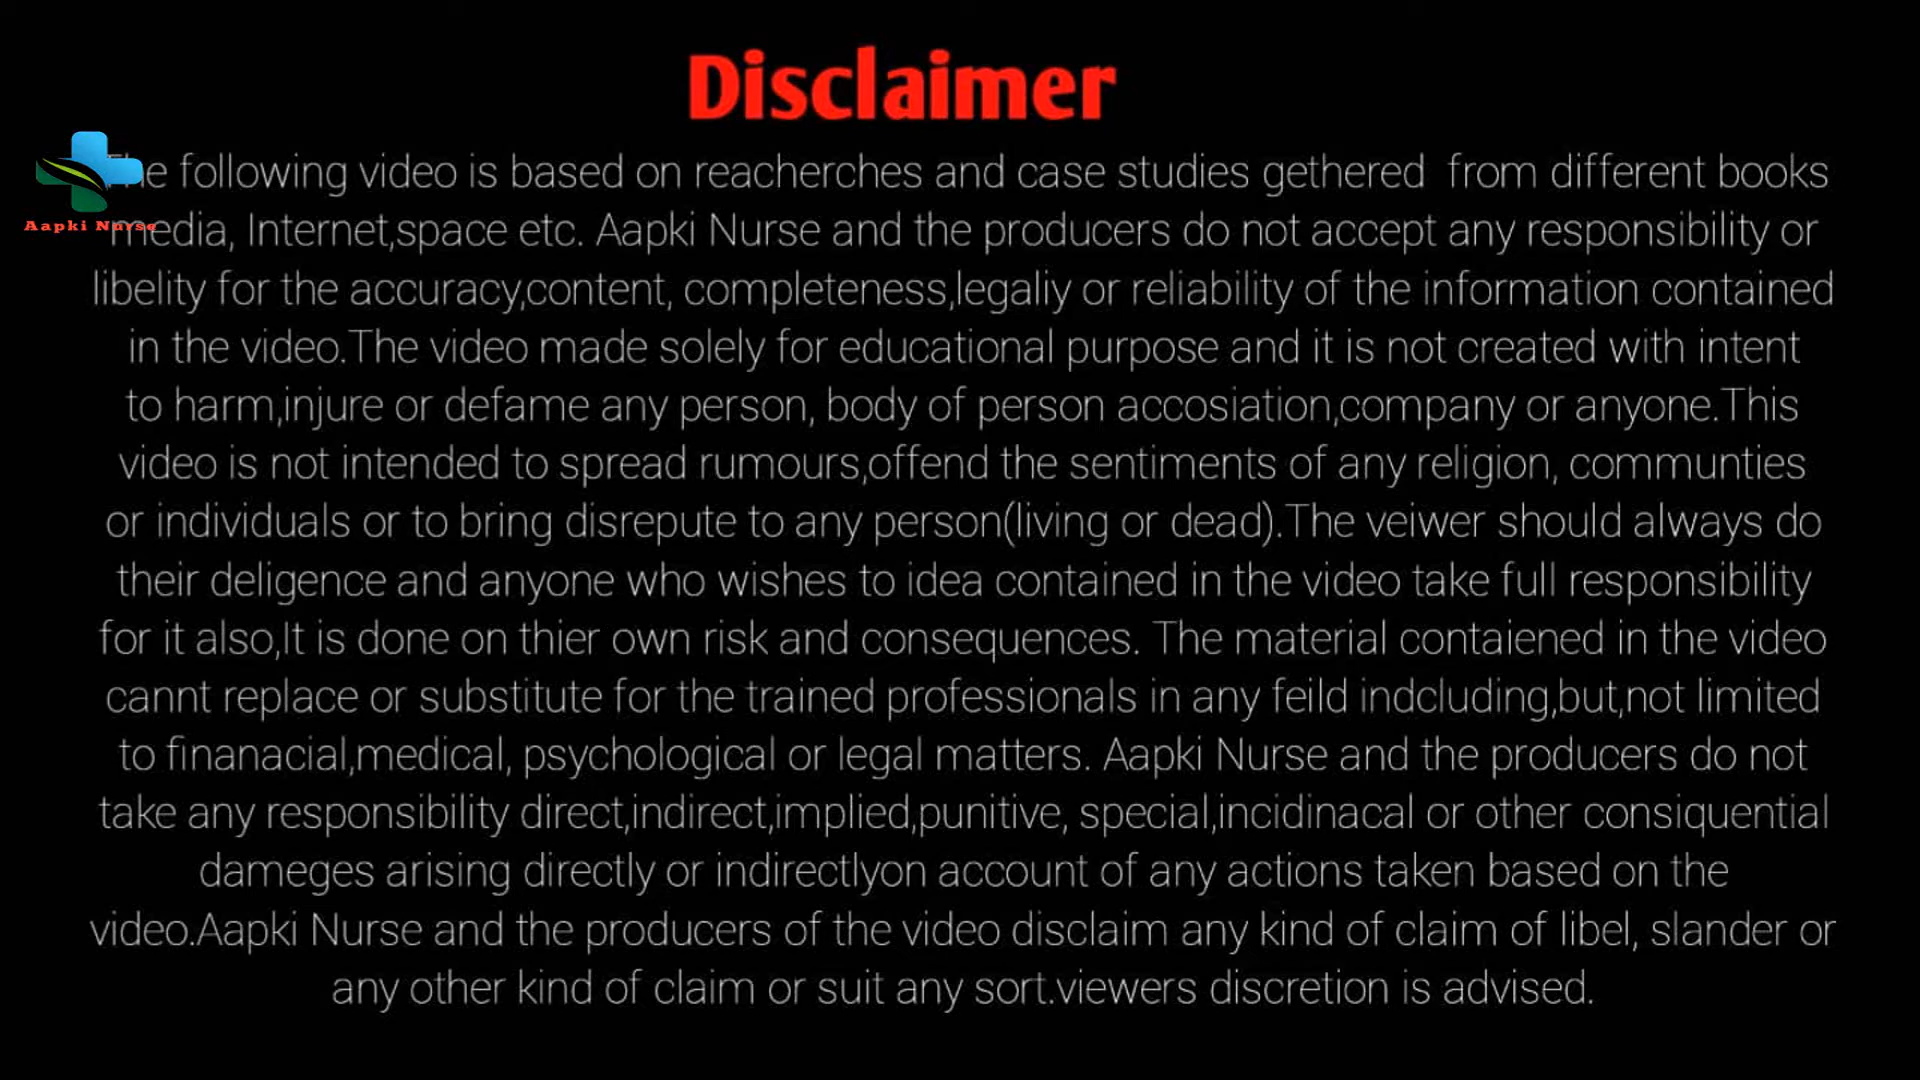 Disclaimer
The following video is based on reacherches and case studies gethered from different books
media, Internet,space etc. Aapki Nurse and the producers do not accept any responsibility or
Aapki Nurse
libelity for the accuracy,content, completeness,legaliy or reliability of the information contained
in the video.The video made solely for educational purpose and it is not created with intent
to harm,injure or defame any person, body of person accosiation,company or anyone.This
video is not intended to spread rumours,offend the sentiments of any religion, communties
or individuals or to bring disrepute to any person(living or dead).The veiwer should always do
their deligence and anyone who wishes to idea contained in the video take full responsibility
for it also,It is done on thier own risk and consequences. The material contaiened in the video
cannt replace or substitute for the trained professionals in any feild indcluding,but,not limited
to finanacial,medical, psychological or legal matters. Aapki Nurse and the producers do not
take any responsibility direct,indirect,implied,punitive, special,incidinacal or other consiquential
dameges arising directly or indirectlyon account of any actions taken based on the
video.Aapki Nurse and the producers of the video disclaim any kind of claim of libel, slander or
any other kind of claim or suit any sort.viewers discretion is advised.